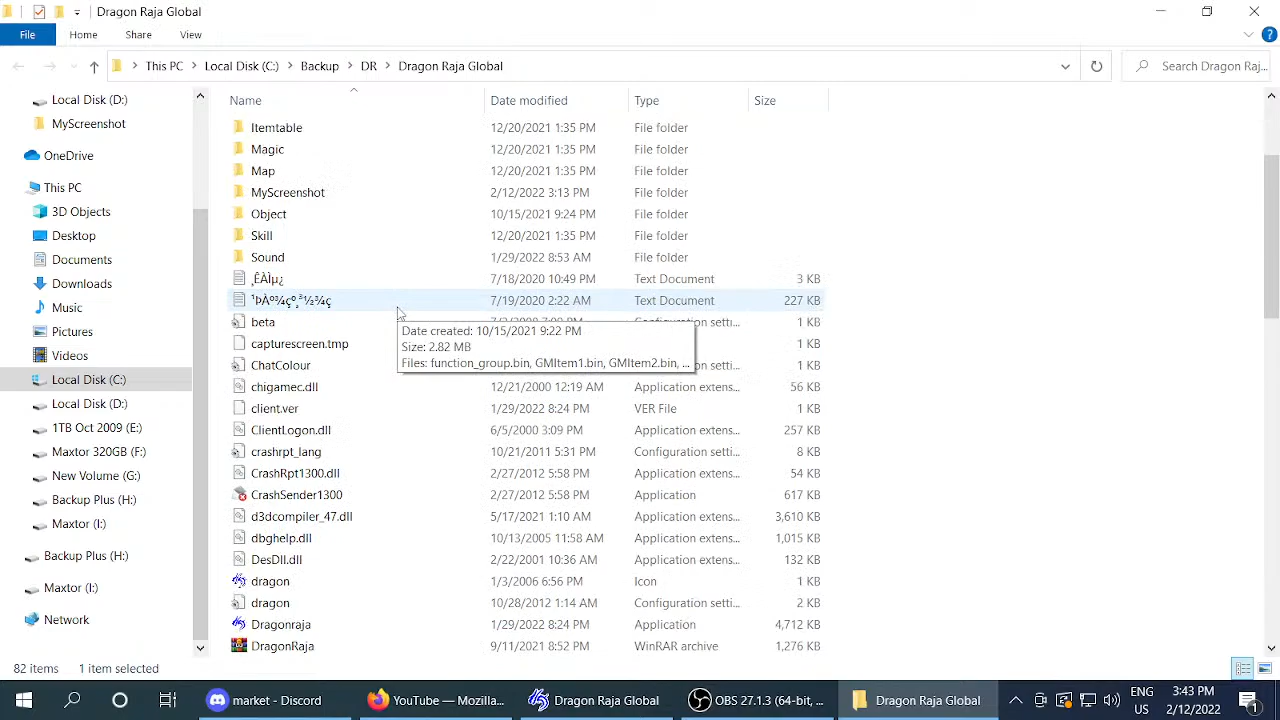 Dragon Raja Global
File Home Share View
This PC Local Disk (C:) Backup DR Dragon Raja Global Search Dragon Raj...
Local Disk (D:)
MyScreenshot
OneDrive
This PC
3D Objects
Desktop
Documents
Downloads
Music
Pictures
Videos
Local Disk (C:)
Local Disk (D:)
1TB Oct 2009 (E:)
Maxtor 320GB (F:)
New Volume (G:)
Backup Plus (H:)
Maxtor (I:)
Backup Plus (H:)
Maxtor (I:)
Network
Name Date modified Type Size
Itemtable 12/20/2021 1:35 PM File folder
Magic 12/20/2021 1:35 PM File folder
Map 12/20/2021 1:35 PM File folder
MyScreenshot 2/12/2022 3:13 PM File folder
Object 10/15/2021 9:24 PM File folder
Skill 12/20/2021 1:35 PM File folder
Sound 1/29/2022 8:53 AM File folder
¸ÊÀÌµ¿ 7/18/2020 10:49 PM Text Document 3 KB
7/19/2020 2:22 AM Text Document 227 KB
beta 1 KB
capturescreen.tmp 1 KB
ChatColour 1 KB
Date created: 10/15/2021 9:22 PM
Size: 2.82 MB
Files: function_group.bin, GMItem1.bin, GMItem2.bin, ...
chigamec.dll 12/21/2000 12:19 AM Application extens... 56 KB
client.ver 1/29/2022 8:24 PM VER File 1 KB
ClientLogon.dll 6/5/2000 3:09 PM Application extens... 257 KB
crashrpt_lang 10/21/2011 5:31 PM Configuration setti... 8 KB
CrashRpt1300.dll 2/27/2012 5:58 PM Application extens... 54 KB
CrashSender1300 2/27/2012 5:58 PM Application 617 KB
d3dcompiler_47.dll 5/17/2021 1:10 AM Application extens... 3,610 KB
dbghelp.dll 10/13/2005 11:58 AM Application extens... 1,015 KB
DesDll.dll 2/22/2001 10:36 AM Application extens... 132 KB
dragon 1/3/2006 6:56 PM Icon 1 KB
dragon 10/28/2012 1:14 AM Configuration setti... 2 KB
Dragonraja 1/29/2022 8:24 PM Application 4,712 KB
DragonRaja 9/11/2021 8:52 PM WinRAR archive 1,276 KB
82 items 1 item selected
market - Discord YouTube — Mozilla... Dragon Raja Global OBS 27.1.3 (64-bit, ... Dragon Raja Global
ENG
US
3:43 PM
2/12/2022
1